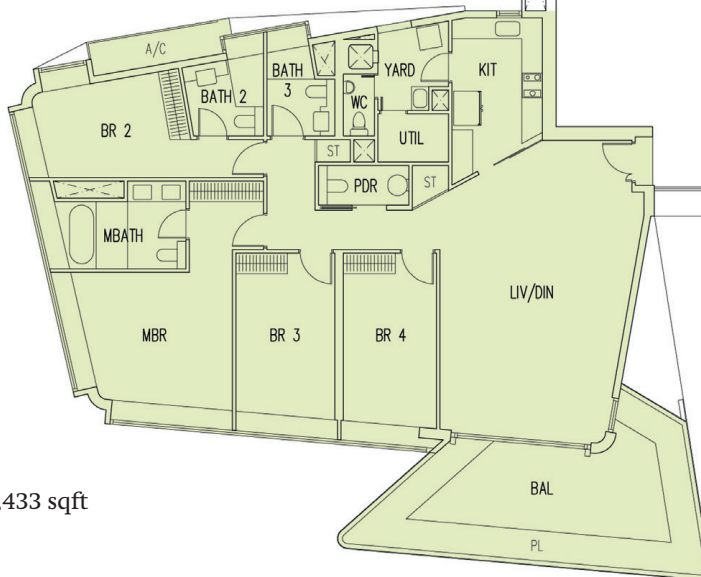 A/C
BATH 2
BATH
3
WC
YARD
KIT
BR 2
UTIL
ST
PDR
ST
MBATH
LIV/DIN
MBR
BR 3
BR 4
BAL
,433 sqft
PL